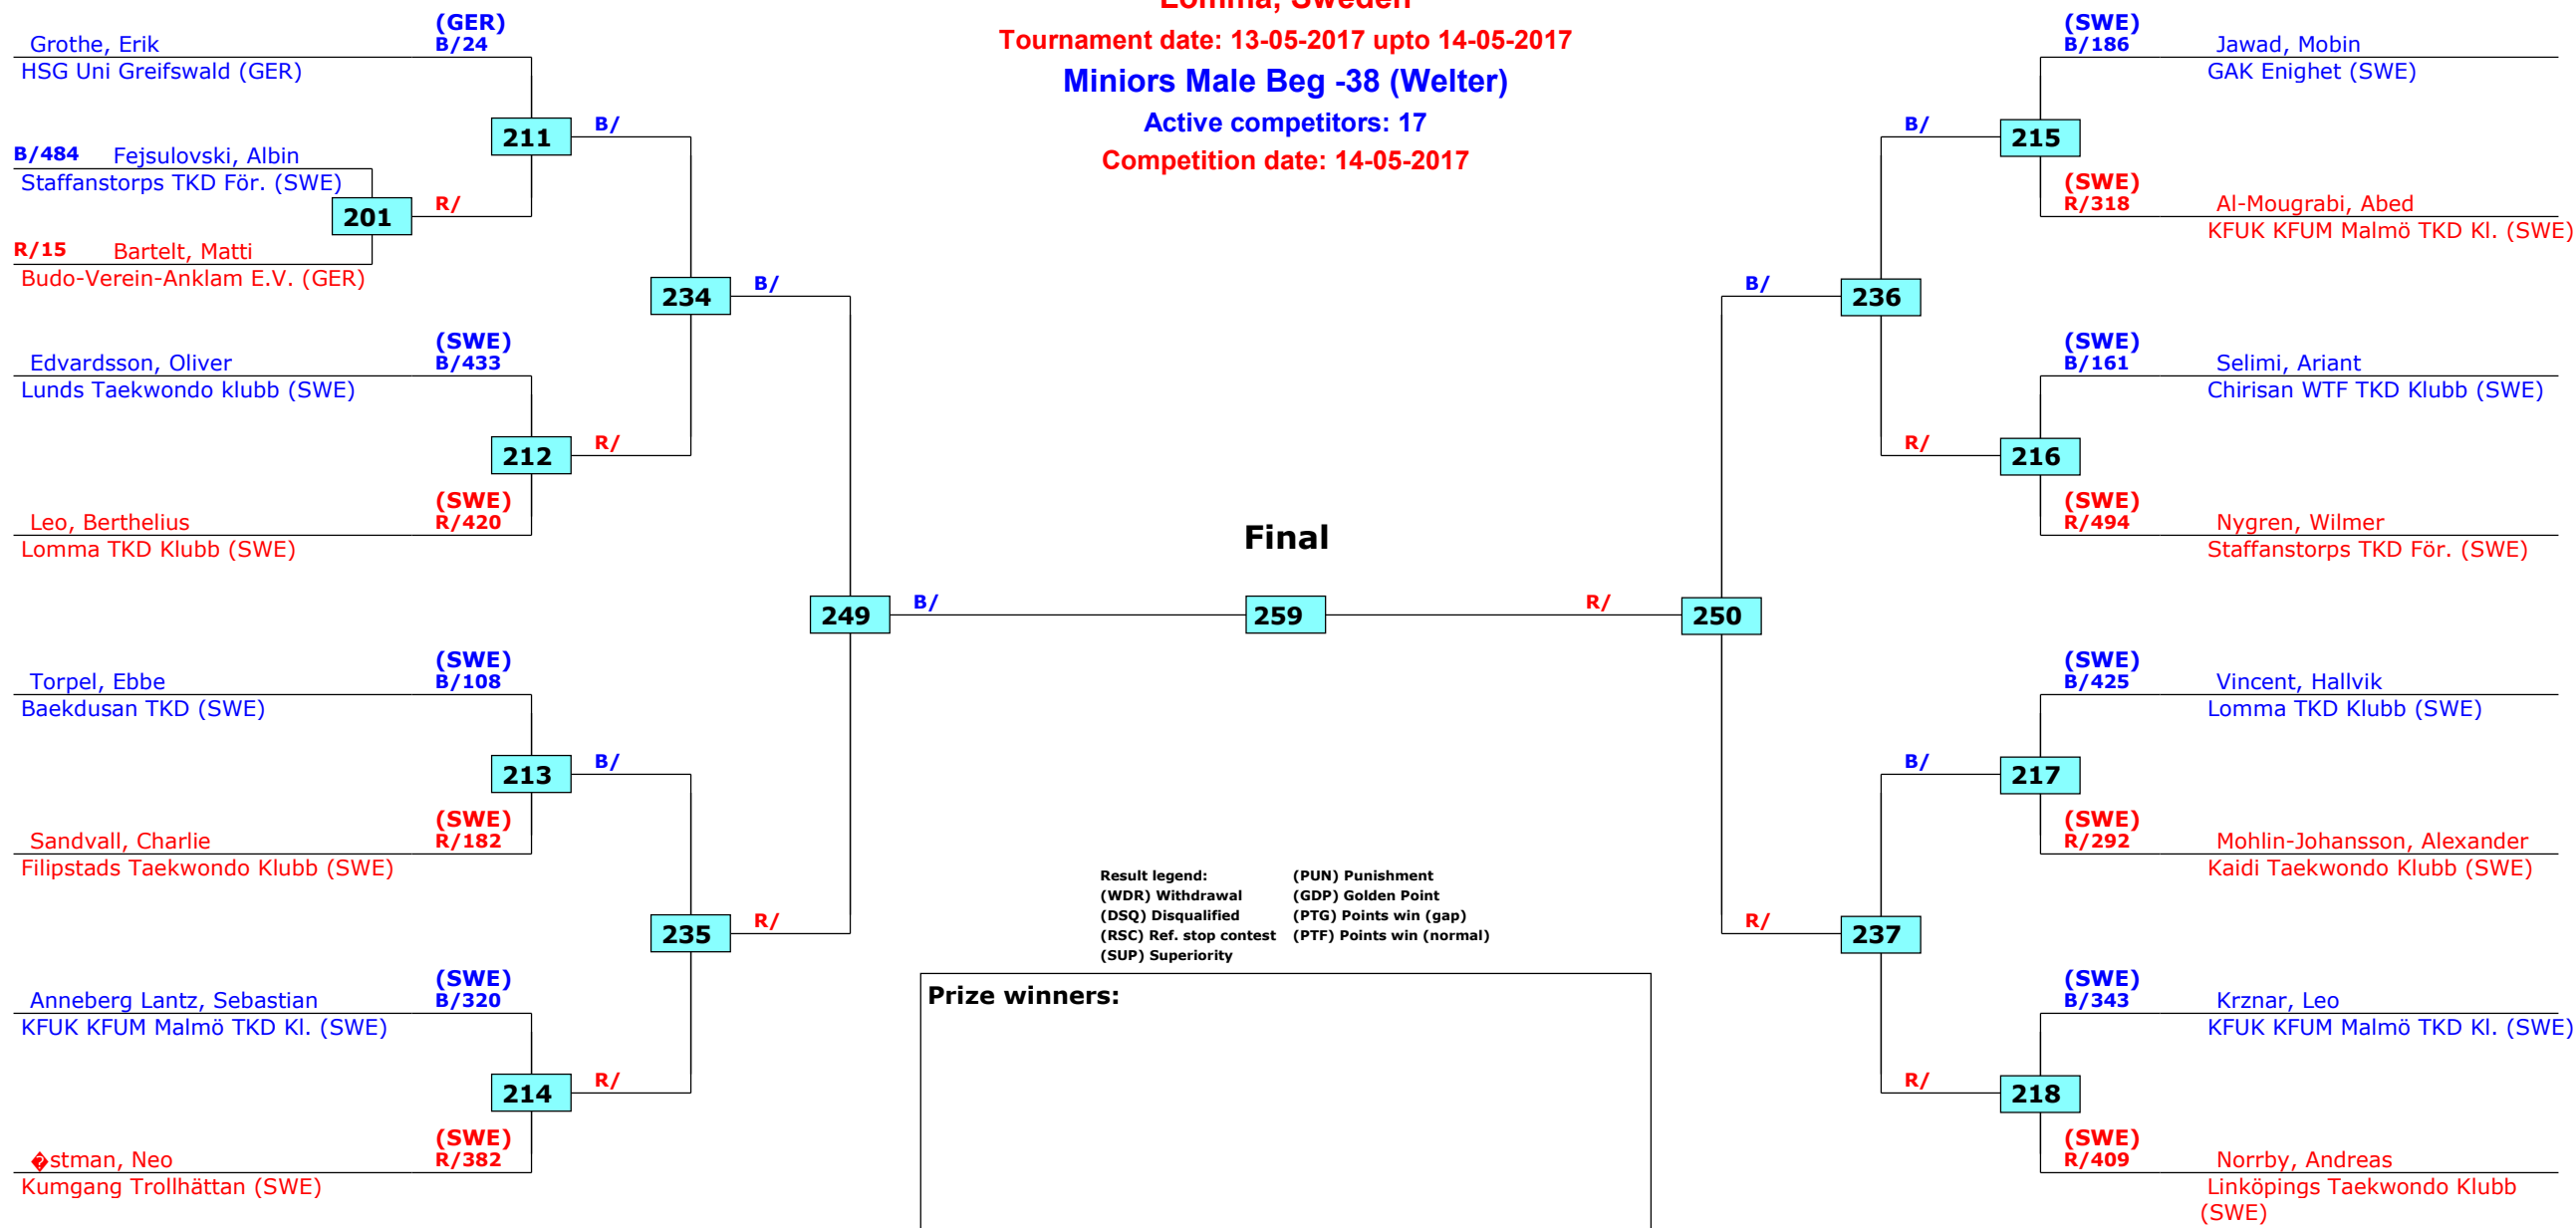 Lomma, Sweden
Tournament date: 13-05-2017 upto 14-05-2017
Miniors Male Beg -38 (Welter)
Active competitors: 17
Competition date: 14-05-2017
(GER)
Grothe, Erik B/24
HSG Uni Greifswald (GER)
211
B/
B/484 Fejsulovski, Albin
Staffanstorps TKD För. (SWE)
201
R/
R/15 Bartelt, Matti
Budo-Verein-Anklam E.V. (GER)
234
B/
(SWE)
Edvardsson, Oliver B/433
Lunds Taekwondo klubb (SWE)
212
R/
(SWE)
Leo, Berthelius R/420
Lomma TKD Klubb (SWE)
249
B/
(SWE)
Torpel, Ebbe B/108
Baekdusan TKD (SWE)
213
B/
(SWE)
Sandvall, Charlie R/182
Filipstads Taekwondo Klubb (SWE)
235
R/
(SWE)
Anneberg Lantz, Sebastian B/320
KFUK KFUM Malmö TKD Kl. (SWE)
214
R/
(SWE)
�stman, Neo R/382
Kumgang Trollhättan (SWE)
Final
259
R/
250
(SWE)
B/186 Jawad, Mobin
GAK Enighet (SWE)
B/
215
(SWE)
R/318 Al-Mougrabi, Abed
KFUK KFUM Malmö TKD Kl. (SWE)
B/
236
(SWE)
B/161 Selimi, Ariant
Chirisan WTF TKD Klubb (SWE)
R/
216
(SWE)
R/494 Nygren, Wilmer
Staffanstorps TKD För. (SWE)
(SWE)
B/425 Vincent, Hallvik
Lomma TKD Klubb (SWE)
B/
217
(SWE)
R/292 Mohlin-Johansson, Alexander
Kaidi Taekwondo Klubb (SWE)
R/
237
(SWE)
B/343 Krznar, Leo
KFUK KFUM Malmö TKD Kl. (SWE)
R/
218
(SWE)
R/409 Norrby, Andreas
Linköpings Taekwondo Klubb
(SWE)
Result legend: (PUN) Punishment
(WDR) Withdrawal (GDP) Golden Point
(DSQ) Disqualified (PTG) Points win (gap)
(RSC) Ref. stop contest (PTF) Points win (normal)
(SUP) Superiority
Prize winners: